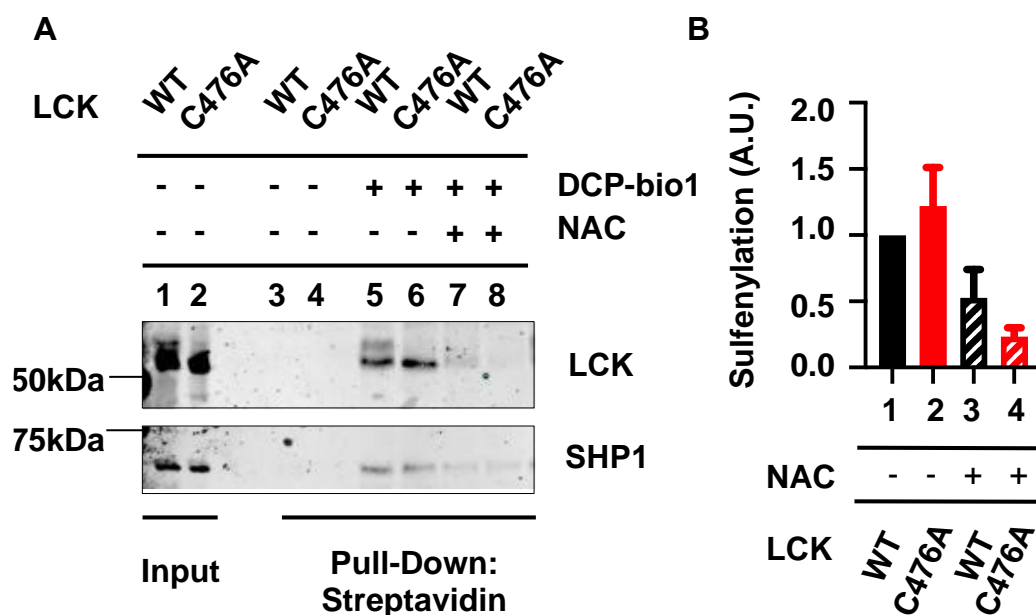 A
LCK WT C476A WT C476A WT C476A WT C476A
- - - - + + + + DCP-bio1
- - - - - - + + NAC
1 2 3 4 5 6 7 8
50kDa LCK
75kDa SHP1
Input Pull-Down:
Streptavidin
B
Sulfenylation (A.U.)
2.0
1.5
1.0
0.5
0.0
1 2 3 4
NAC - - + +
LCK WT C476A WT C476A